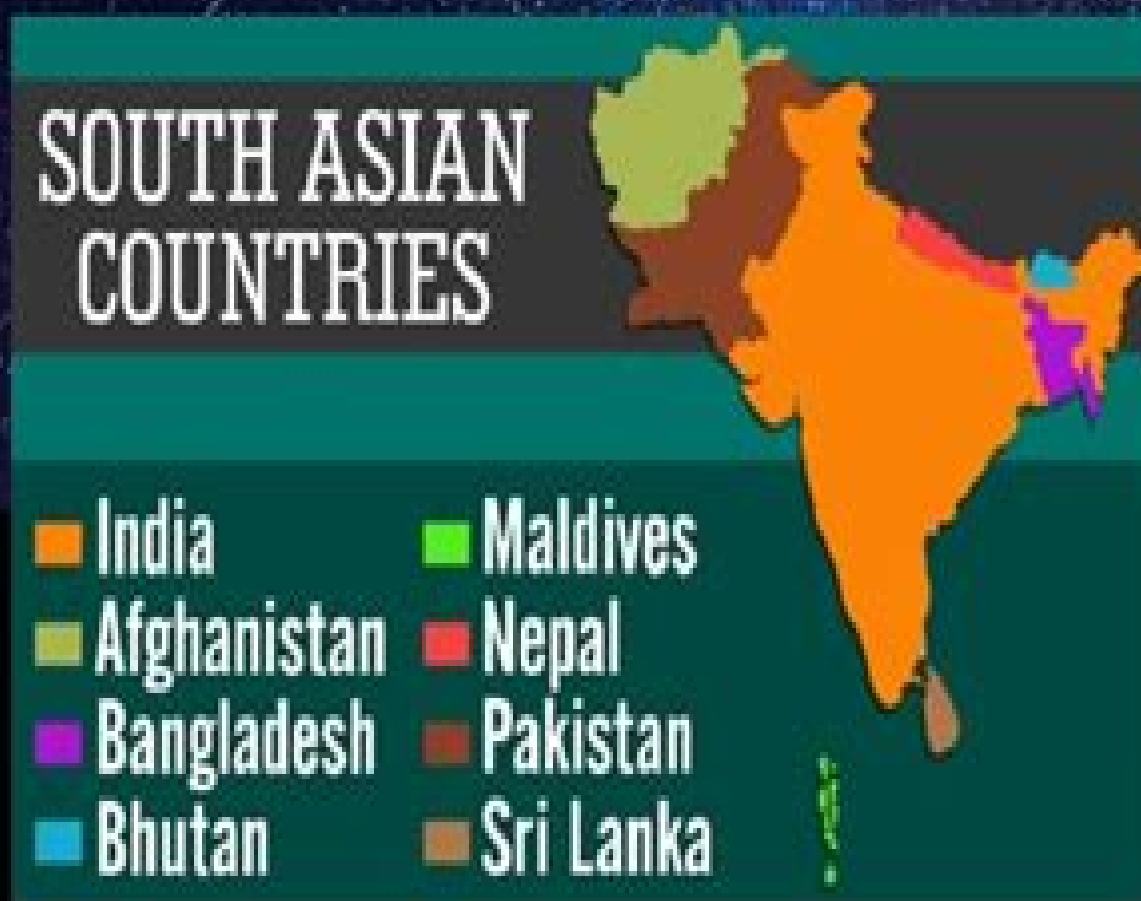 SOUTH ASIAN
COUNTRIES
India
Afghanistan
Bangladesh
Bhutan
Maldives
Nepal
Pakistan
Sri Lanka